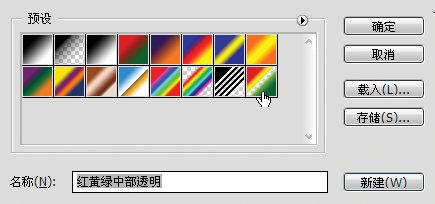 预设
确定
取消
载入(L)...
存储(S)...
名称(N): 红黄绿中部透明 新建(W)